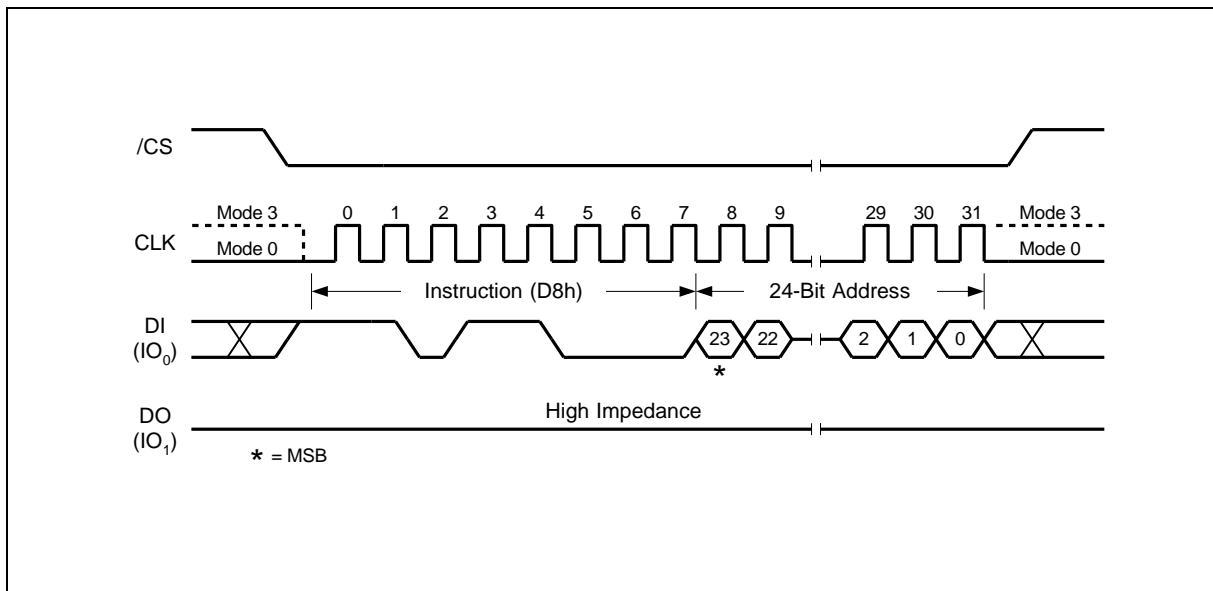 /CS
Mode 3 0 1 2 3 4 5 6 7 8 9 29 30 31 Mode 3
CLK
Mode 0 Mode 0
Instruction (D8h) 24-Bit Address
DI
(IO0)
23 22 2 1 0
*
High Impedance
DO
(IO1)
* = MSB